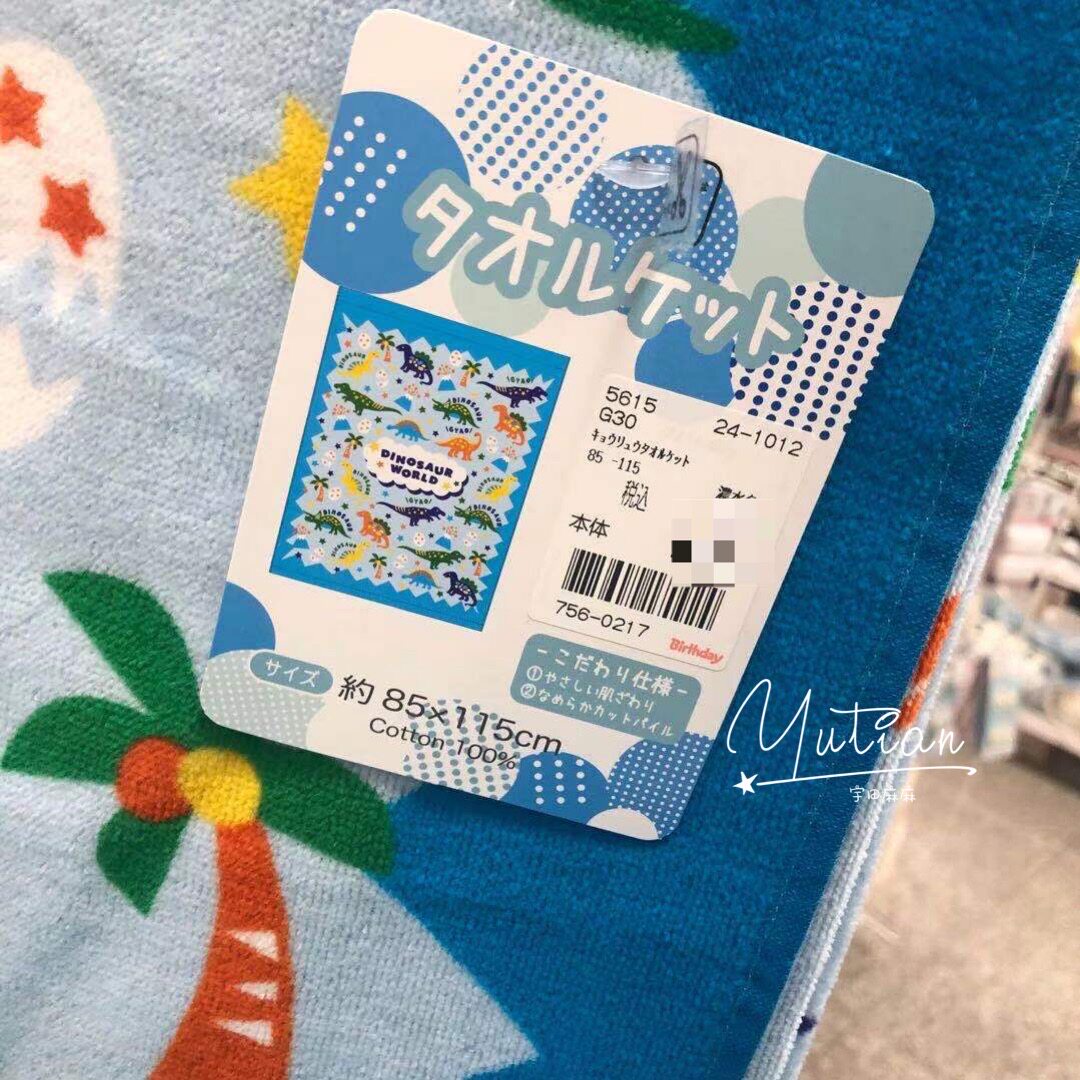 タオルケット
DINOSAUR
WORLD
5615
G30
24-1012
キョウリュウタオルケット
85 -115
税込
本体
756-0217
Birthday
サイズ
約 85×115cm
Cotton 100%
-こだわり仕様-
①やさしい肌ざわり
②なめらかカットパイル
Yutian
宇田麻麻